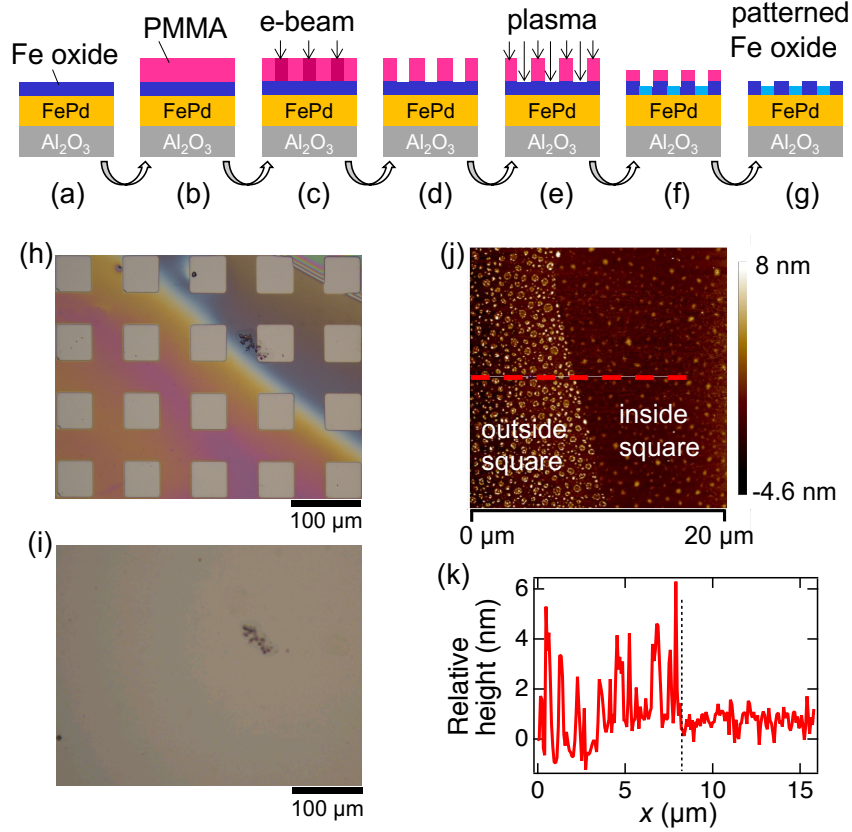 Fe oxide
PMMA
e-beam
plasma
patterned
Fe oxide
FePd
FePd
FePd
FePd
FePd
FePd
FePd
Al₂O₃
Al₂O₃
Al₂O₃
Al₂O₃
Al₂O₃
Al₂O₃
Al₂O₃
(a)
(b)
(c)
(d)
(e)
(f)
(g)
(h)
100 µm
(i)
100 µm
(j)
outside
square
inside
square
8 nm
-4.6 nm
0 µm
20 µm
(k)
Relative
height (nm)
6
4
2
0
0
5
10
15
x (µm)